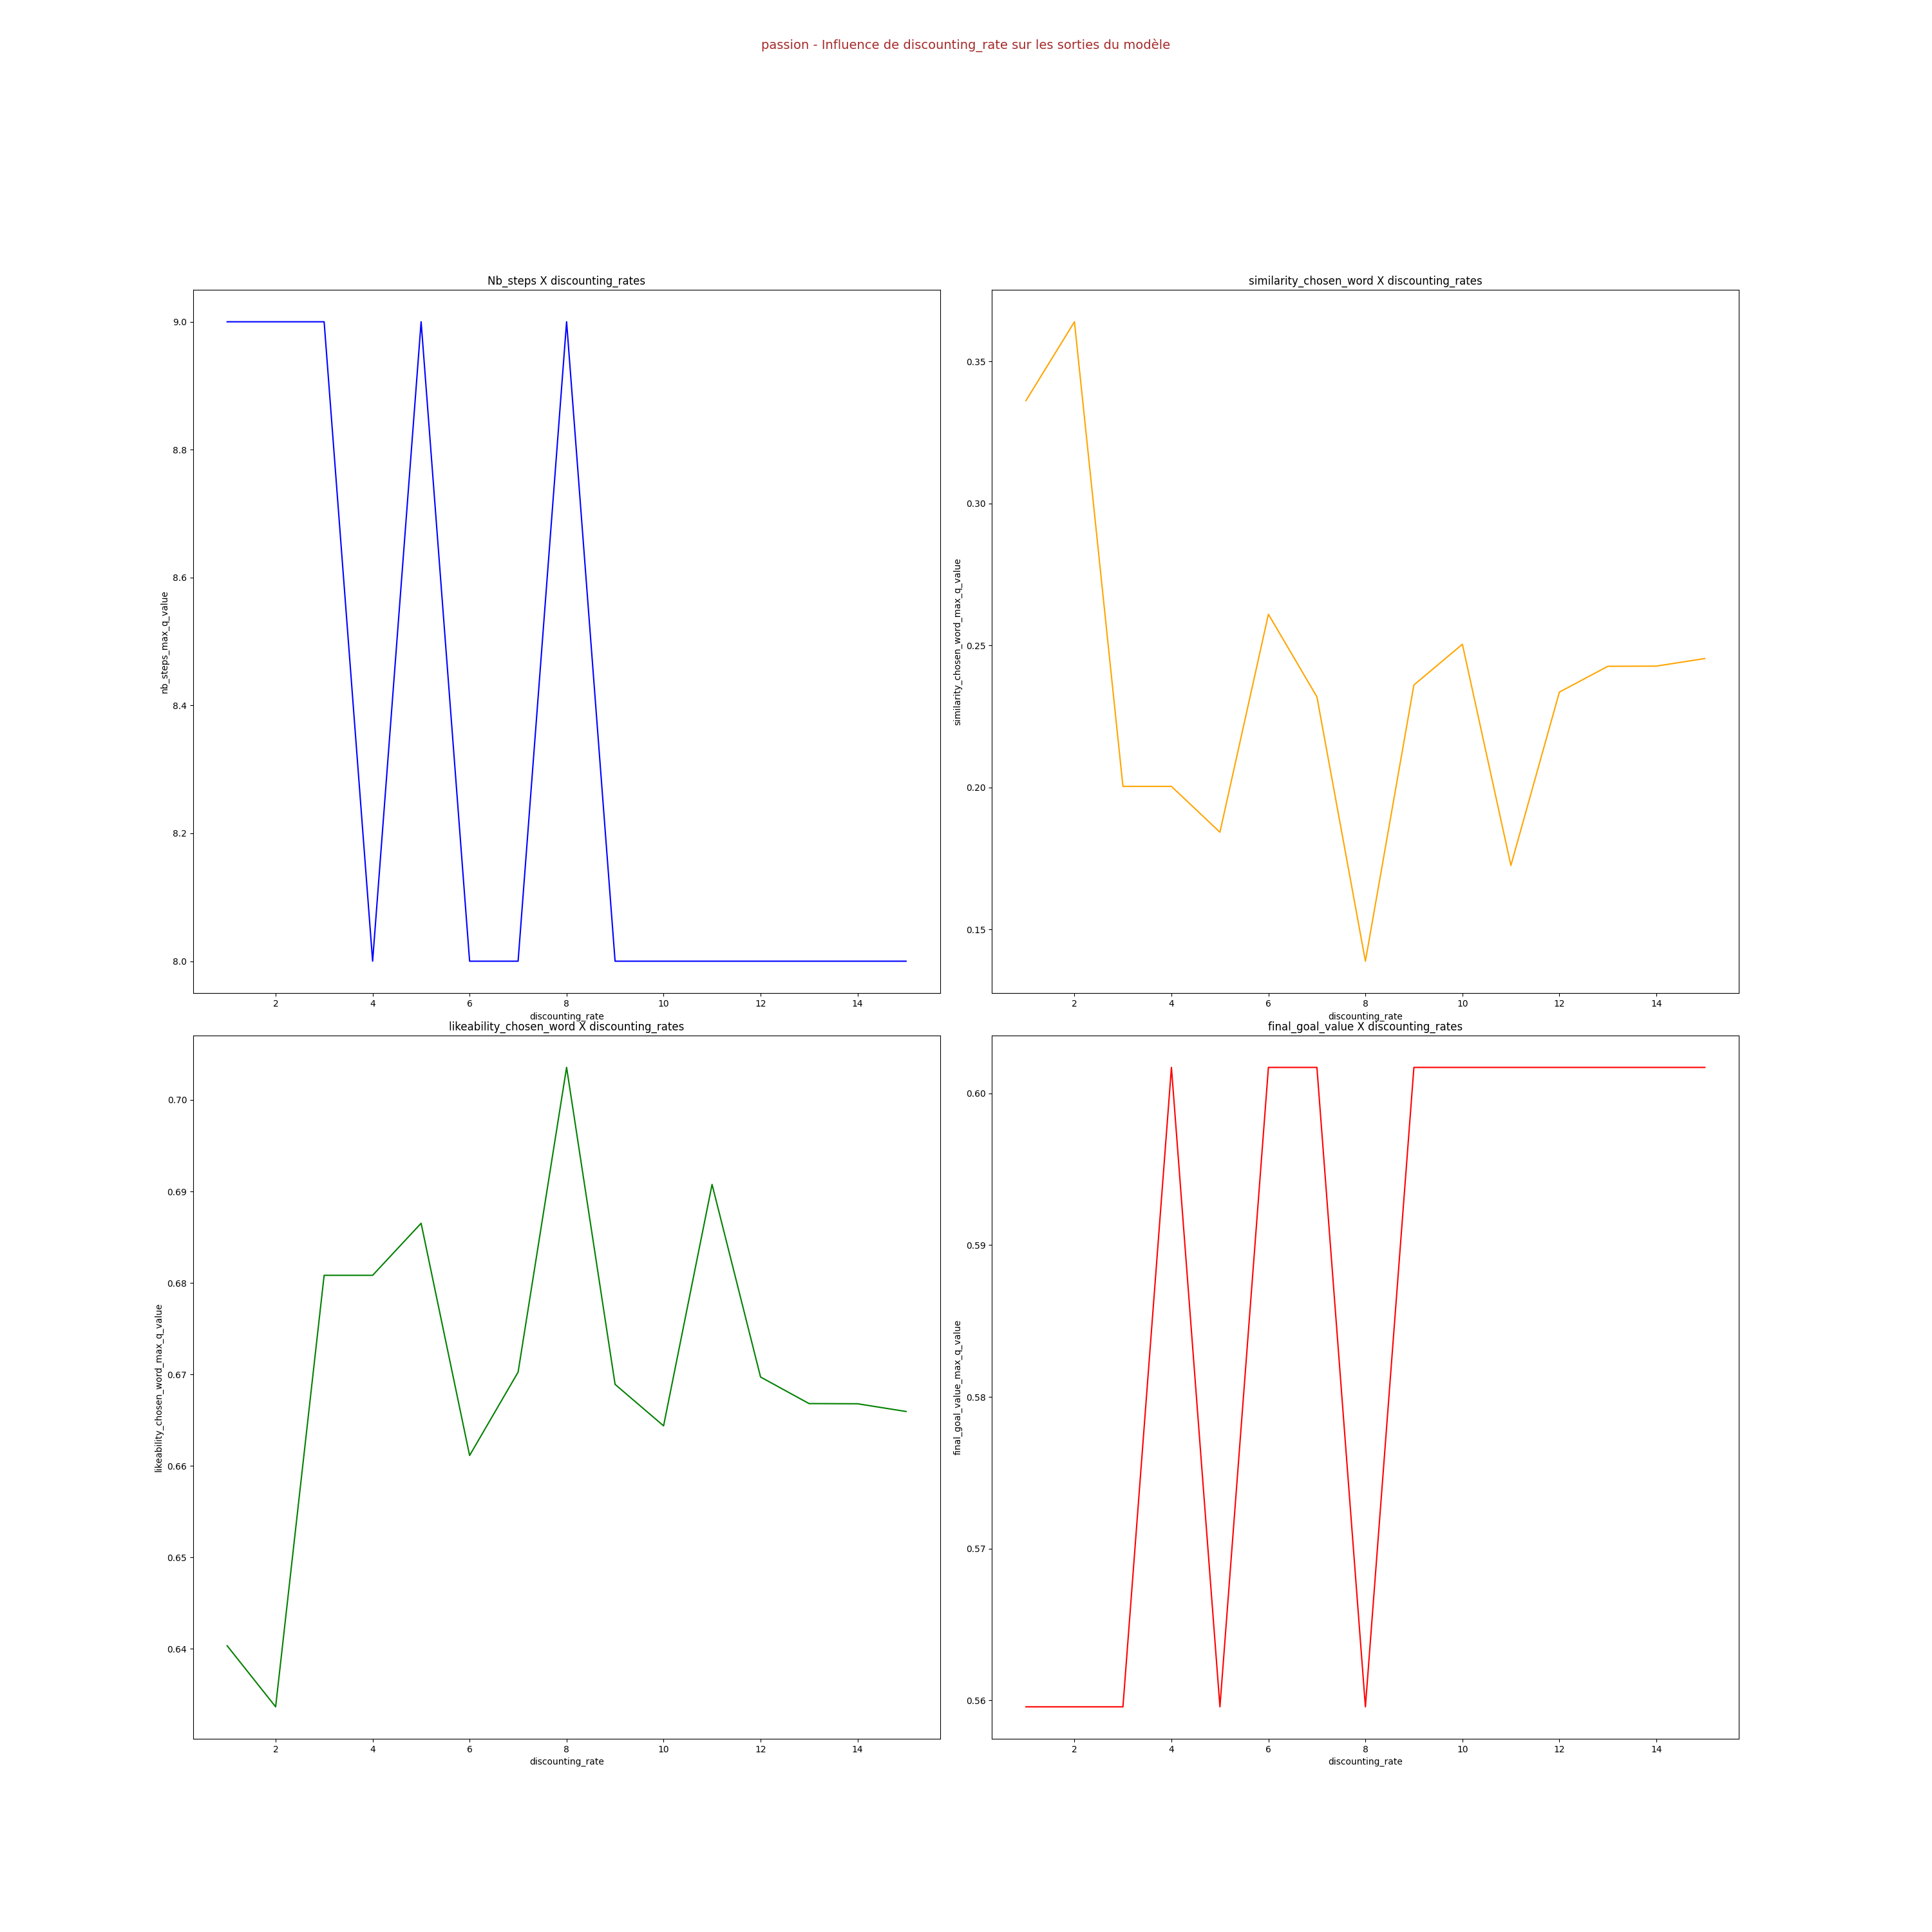 passion - Influence de discounting_rate sur les sorties du modèle
Nb_steps X discounting_rates
nb_steps_max_q_value
9.0
8.8
8.6
8.4
8.2
8.0
2 4 6 8 10 12 14
discounting_rate
similarity_chosen_word X discounting_rates
similarity_chosen_word_max_q_value
0.35
0.30
0.25
0.20
0.15
2 4 6 8 10 12 14
discounting_rate
likeability_chosen_word X discounting_rates
likeability_chosen_word_max_q_value
0.70
0.69
0.68
0.67
0.66
0.65
0.64
2 4 6 8 10 12 14
discounting_rate
final_goal_value X discounting_rates
final_goal_value_max_q_value
0.60
0.59
0.58
0.57
0.56
2 4 6 8 10 12 14
discounting_rate